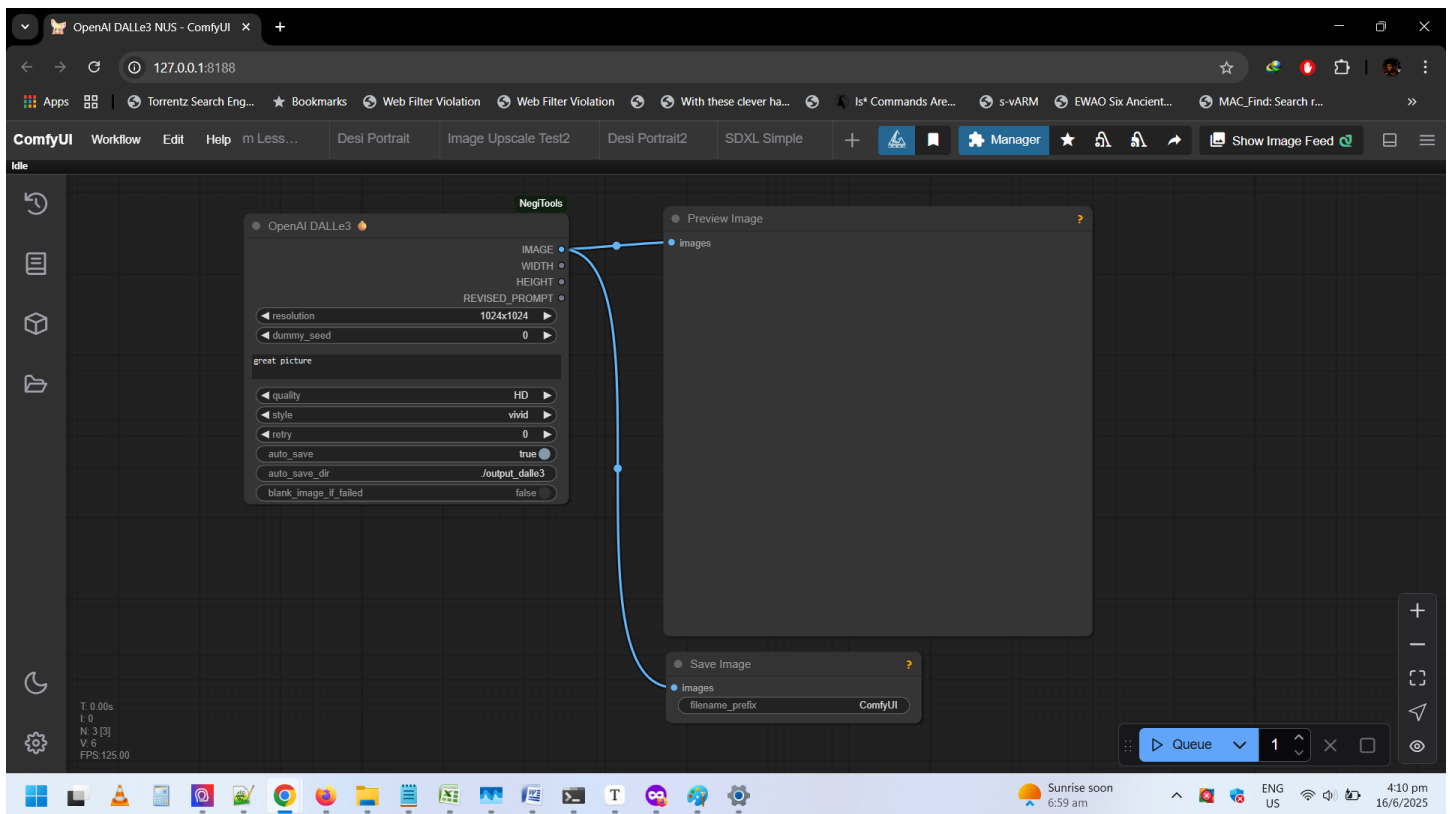 OpenAI DALLe3 NUS - ComfyUI
127.0.0.1:8188
Apps
Torrentz Search Eng...
Bookmarks
Web Filter Violation
Web Filter Violation
With these clever ha...
ls* Commands Are...
s-vARM
EWAO Six Ancient...
MAC_Find: Search r...
»
ComfyUI
Workflow
Edit
Help
m Less...
Desi Portrait
Image Upscale Test2
Desi Portrait2
SDXL Simple
Manager
Show Image Feed
Idle
NegiTools
OpenAI DALLe3
IMAGE
WIDTH
HEIGHT
REVISED_PROMPT
resolution 1024x1024
dummy_seed 0
great picture
quality HD
style vivid
retry 0
auto_save true
auto_save_dir ./output_dalle3
blank_image_if_failed false
Preview Image ?
images
Save Image ?
images
filename_prefix ComfyUI
T: 0.00s
I: 0
N: 3 [3]
V: 6
FPS:125.00
Queue 1
Sunrise soon
6:59 am
ENG
US
4:10 pm
16/6/2025